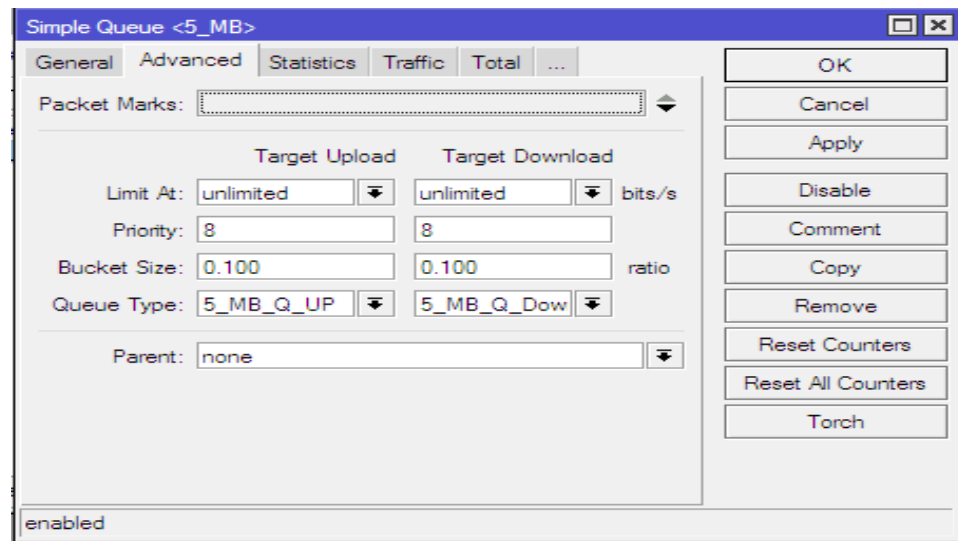 Simple Queue <5_MB>
General Advanced Statistics Traffic Total ...
OK
Packet Marks:
Cancel
Apply
Target Upload Target Download
Limit At: unlimited unlimited bits/s
Disable
Priority: 8 8
Comment
Bucket Size: 0.100 0.100 ratio
Copy
Queue Type: 5_MB_Q_UP 5_MB_Q_Dow
Remove
Parent: none
Reset Counters
Reset All Counters
Torch
enabled